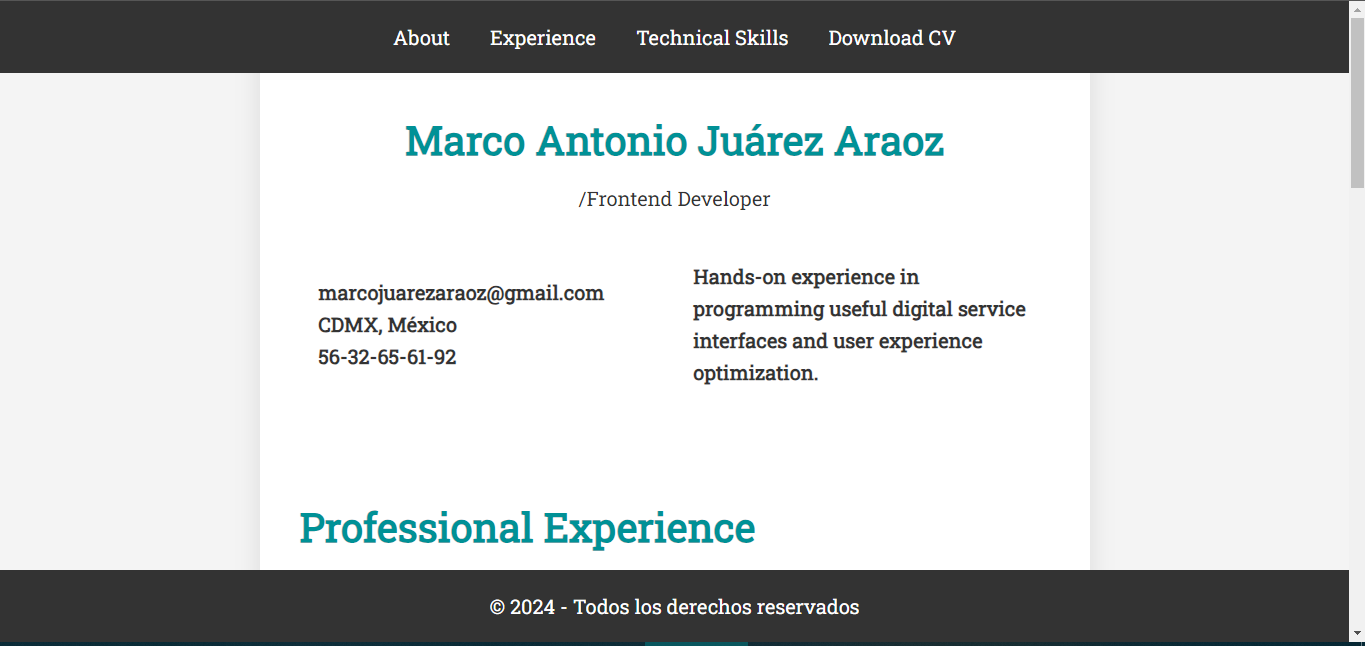 About Experience Technical Skills Download CV
Marco Antonio Juárez Araoz
/Frontend Developer
marcojuarezaraoz@gmail.com
CDMX, México
56-32-65-61-92
Hands-on experience in
programming useful digital service
interfaces and user experience
optimization.
Professional Experience
© 2024 - Todos los derechos reservados